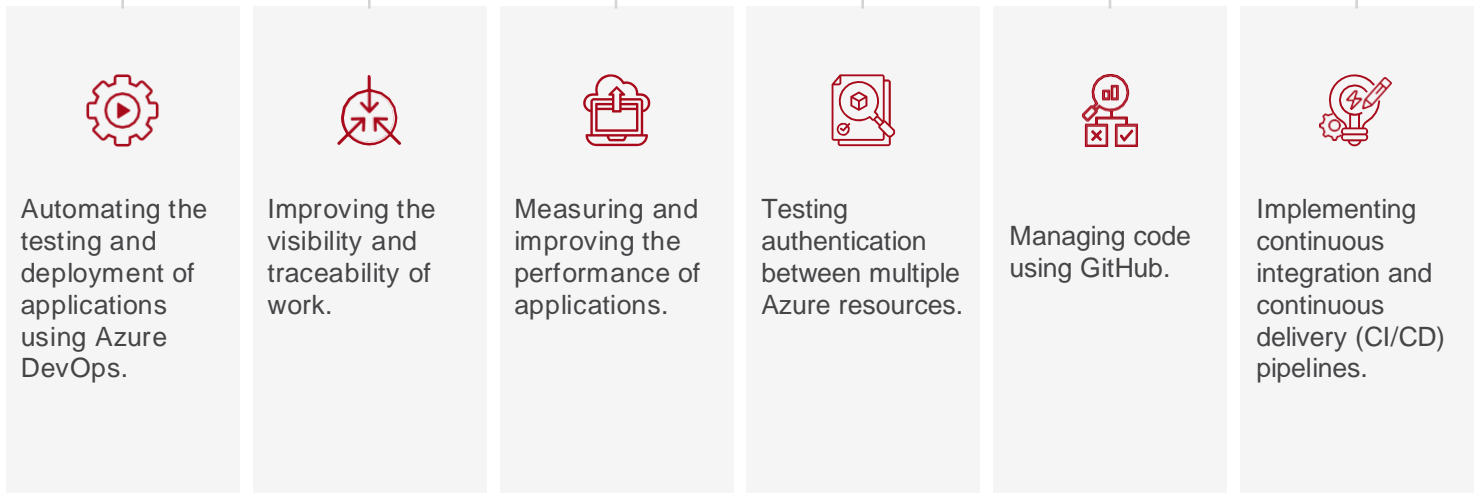 Automating the
testing and
deployment of
applications
using Azure
DevOps.
Improving the
visibility and
traceability of
work.
Measuring and
improving the
performance of
applications.
Testing
authentication
between multiple
Azure resources.
Managing code
using GitHub.
Implementing
continuous
integration and
continuous
delivery (CI/CD)
pipelines.